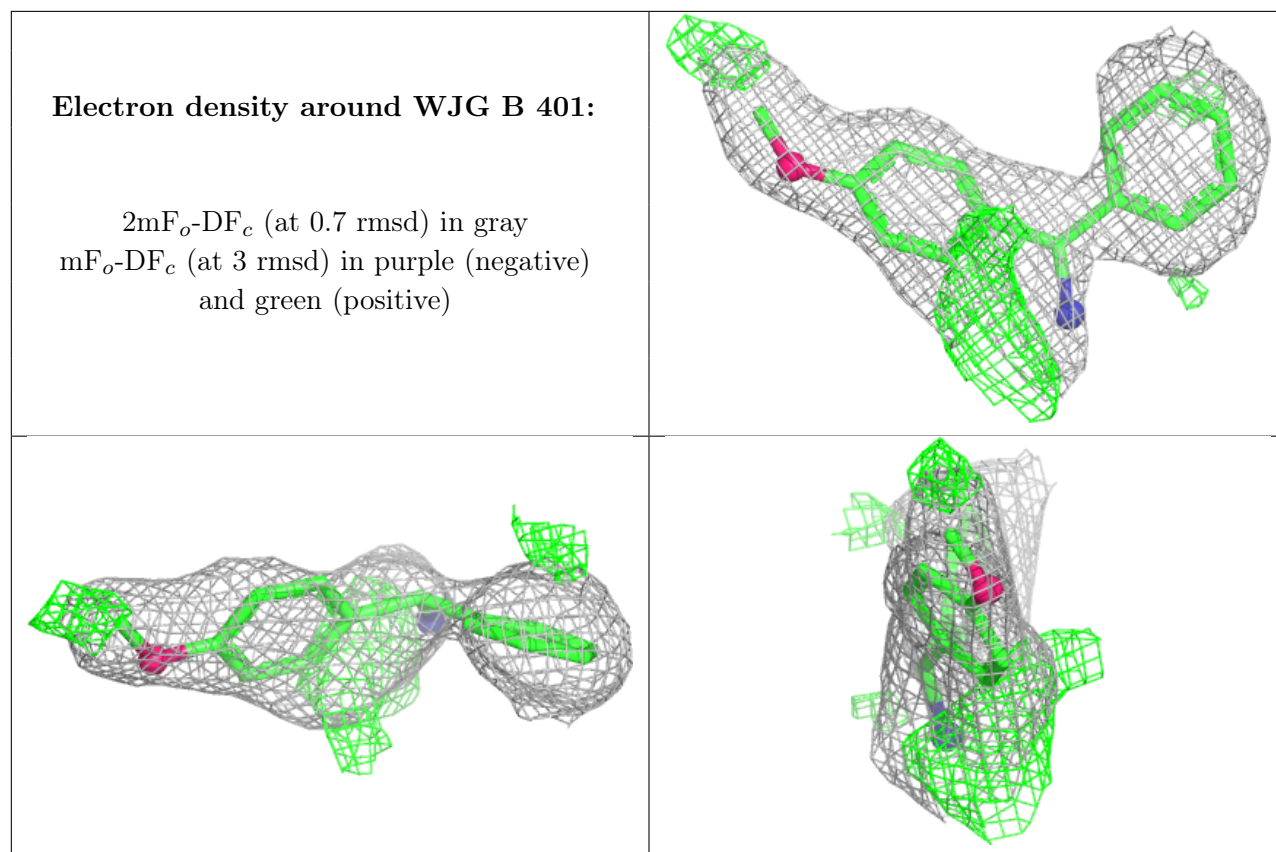 Electron density around WJG B 401:
2mFₒ-DF𝒸 (at 0.7 rmsd) in gray
mFₒ-DF𝒸 (at 3 rmsd) in purple (negative)
and green (positive)